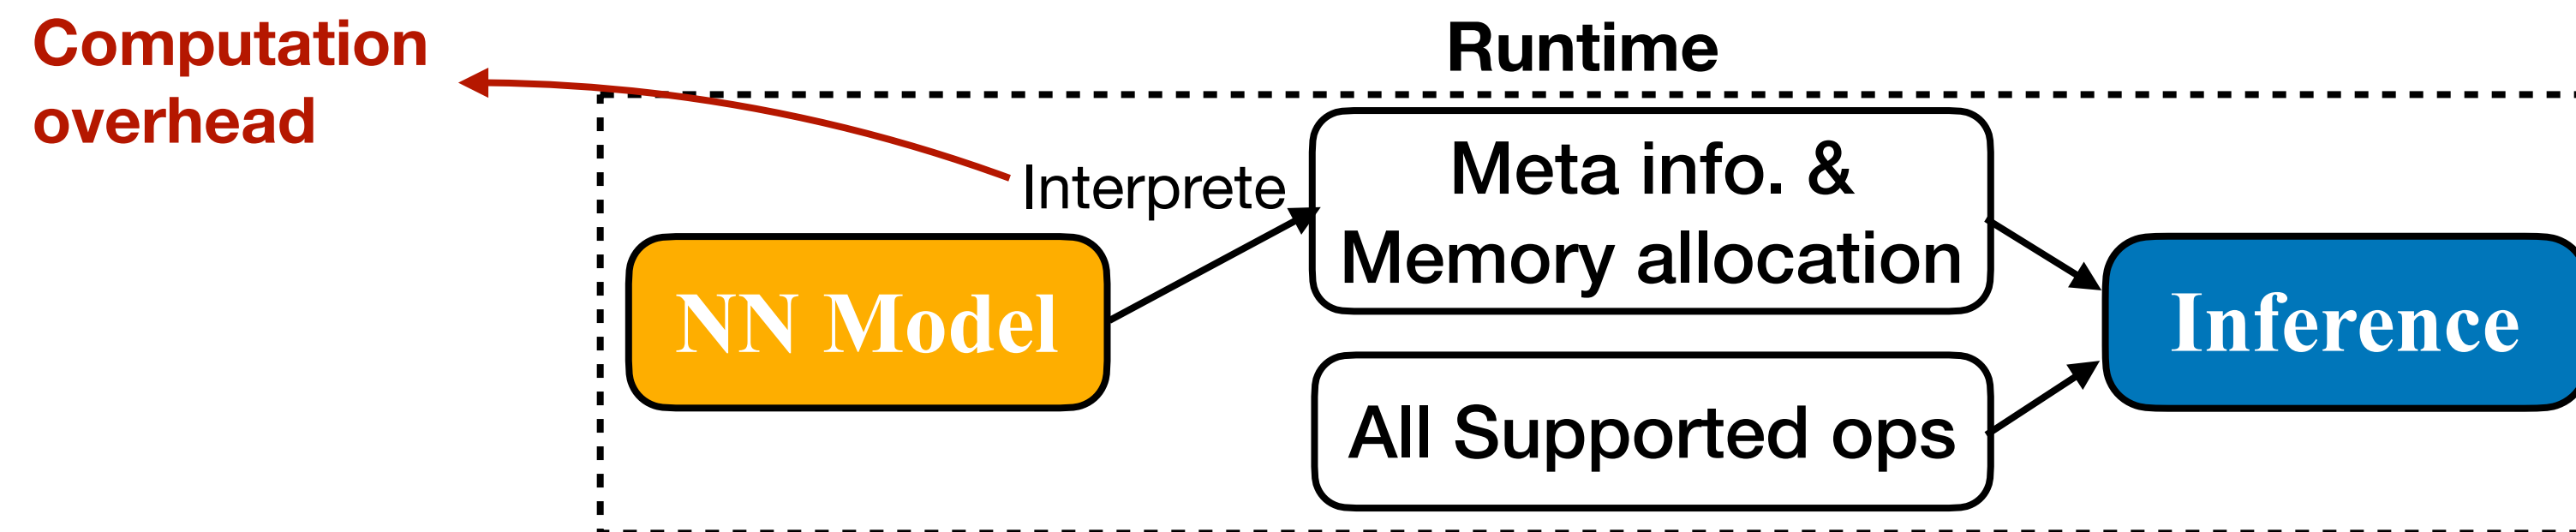 Computation
overhead
Runtime
Interprete
Meta info. &
Memory allocation
NN Model
Inference
All Supported ops